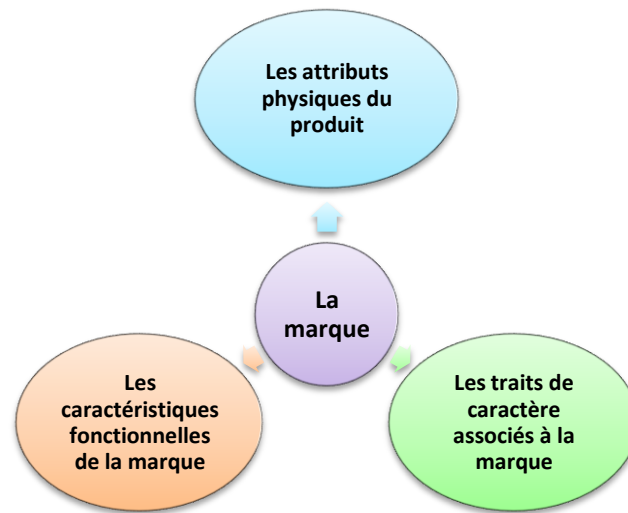 Les attributs
physiques du
produit
La
marque
Les
caractéristiques
fonctionnelles
de la marque
Les traits de
caractère
associés à la
marque